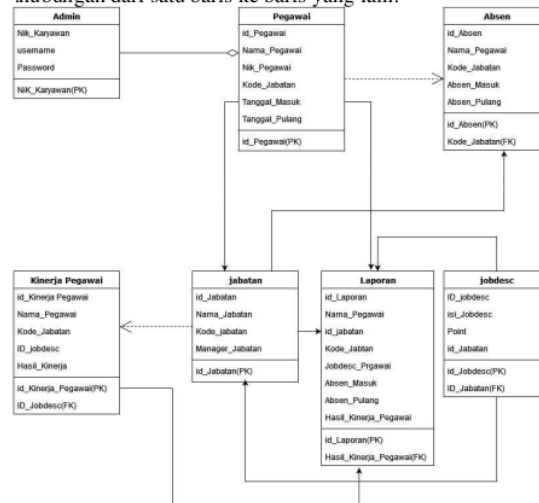 hubungan dari satu baris ke baris yang lain.
Admin
Nik_Karyawan
username
Password
NiK_Karyawan(PK)
Pegawai
id_Pegawai
Nama_Pegawai
Nik_Pegawai
Kode_Jabatan
Tanggal_Masuk
Tanggal_Pulang
id_Pegawai(PK)
Absen
id_Absen
Nama_Pegawai
Kode_Jabatan
Absen_Masuk
Absen_Pulang
id_Absen(PK)
Kode_Jabatan(FK)
Kinerja Pegawai
id_Kinerja Pegawai
Nama_Pegawai
Kode_Jabatan
ID_jobdesc
Hasil_Kinerja
id_Kinerja_Pegawai(PK)
ID_Jobdesc(FK)
jabatan
id_Jabatan
Nama_Jabatan
Kode_jabatan
Manager_Jabatan
id_Jabatan(PK)
Laporan
id_Laporan
Nama_Pegawai
id_jabatan
Kode_Jabtan
Jobdesc_Prgawai
Absen_Masuk
Absen_Pulang
Hasil_Kinerja_Pegawai
id_Laporan(PK)
Hasil_Kinerja_Pegawai(FK)
jobdesc
ID_jobdesc
isi_Jobdesc
Point
id_Jabatan
id_Jobdesc(PK)
ID_Jabatan(FK)